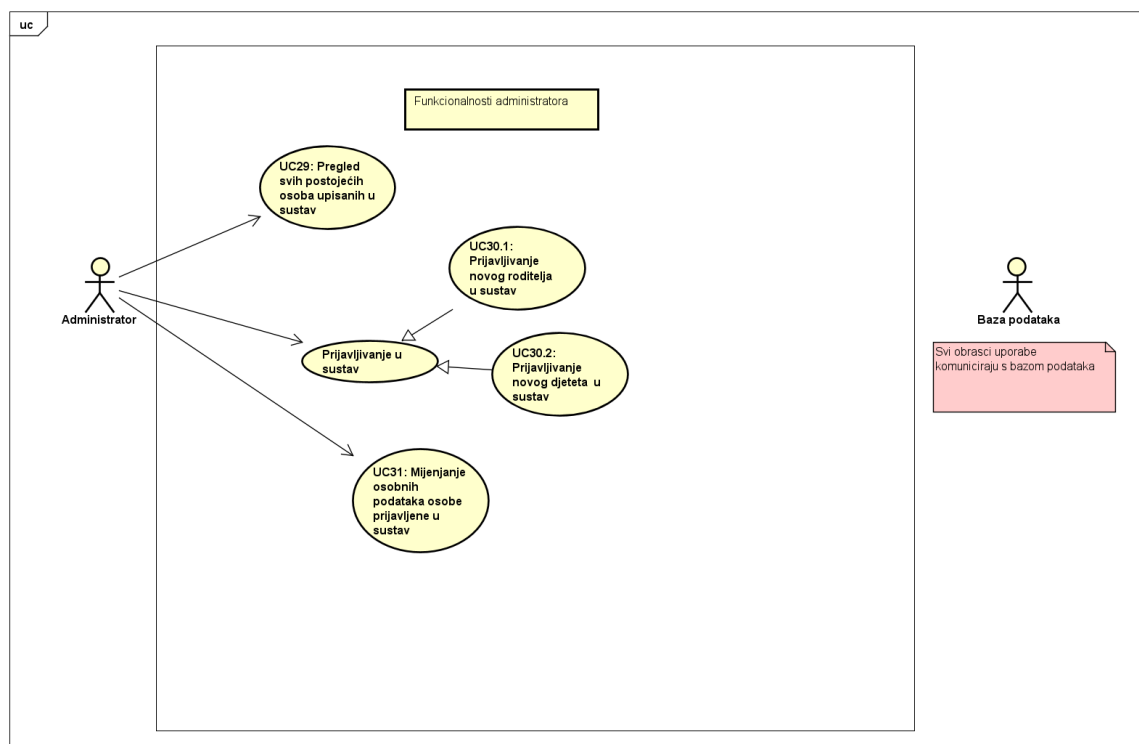 uc
Funkcionalnosti administratora
UC29: Pregled
svih postojećih
osoba upisanih u
sustav
UC30.1:
Prijavljivanje
novog roditelja
u sustav
Administrator
Baza podataka
Prijavljivanje u
sustav
UC30.2:
Prijavljivanje
novog djeteta u
sustav
Svi obrasci uporabe
komuniciraju s bazom podataka
UC31: Mijenjanje
osobnih
podataka osobe
prijavljene u
sustav